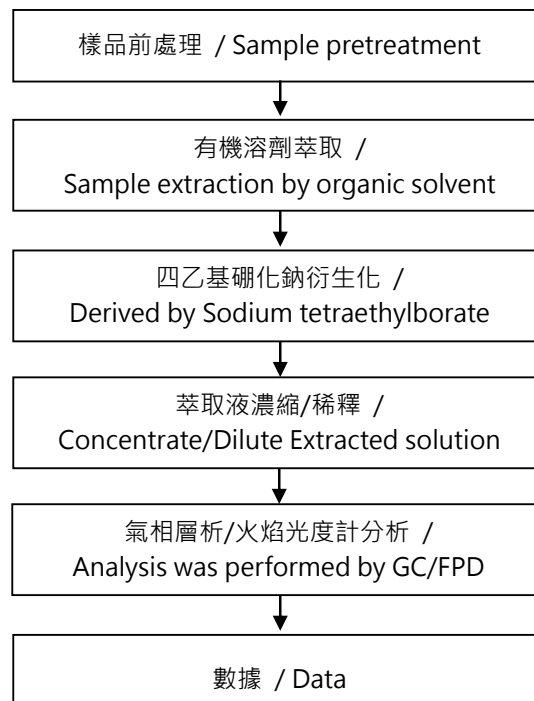 樣品前處理 / Sample pretreatment
有機溶劑萃取 /
Sample extraction by organic solvent
四乙基硼化鈉衍生化 /
Derived by Sodium tetraethylborate
萃取液濃縮/稀釋 /
Concentrate/Dilute Extracted solution
氣相層析/火焰光度計分析 /
Analysis was performed by GC/FPD
數據 / Data